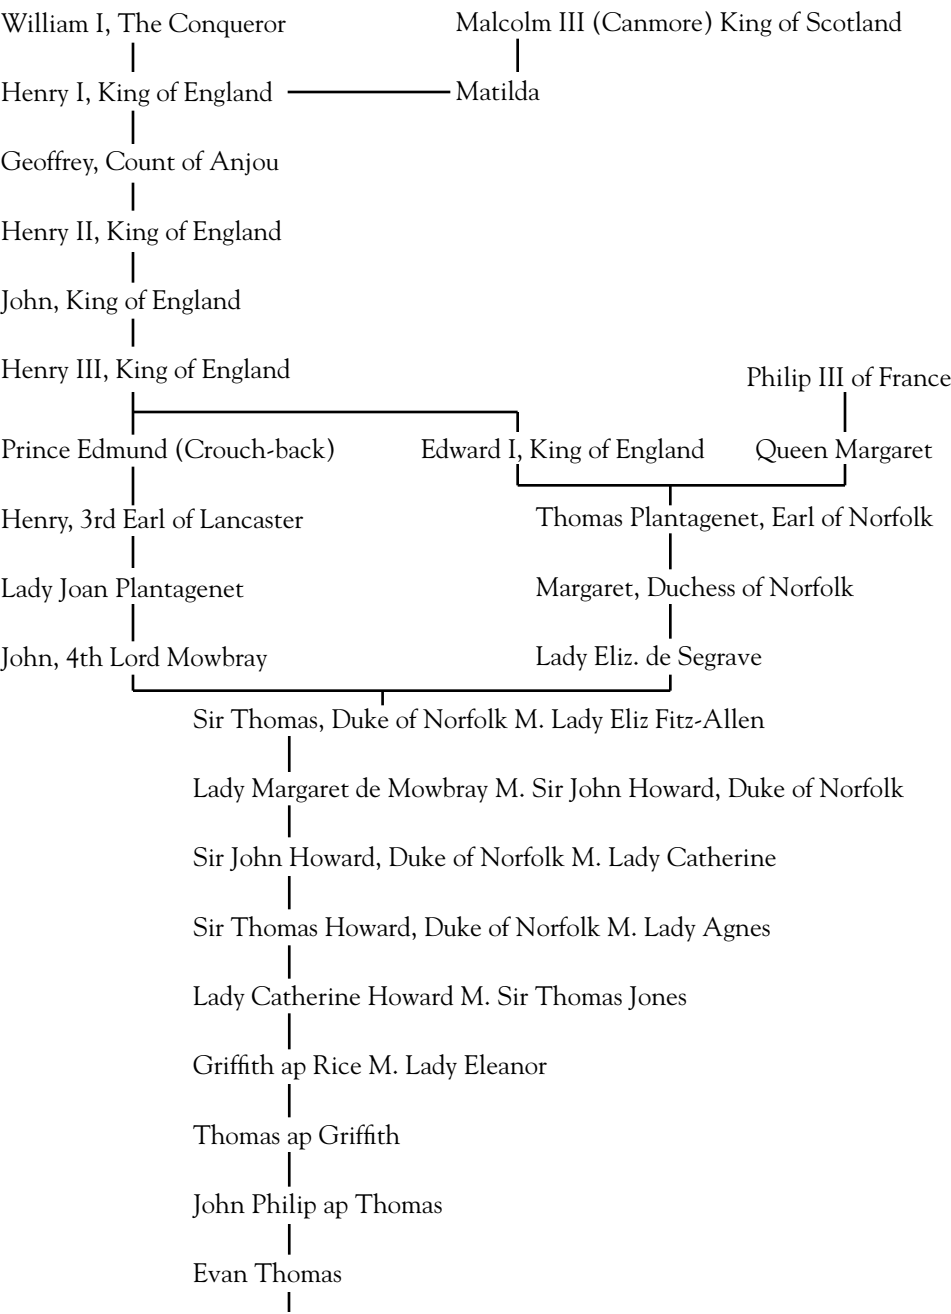 William I, The Conqueror
Malcolm III (Canmore) King of Scotland
Henry I, King of England
Matilda
Geoffrey, Count of Anjou
Henry II, King of England
John, King of England
Henry III, King of England
Philip III of France
Prince Edmund (Crouch-back)
Edward I, King of England
Queen Margaret
Henry, 3rd Earl of Lancaster
Thomas Plantagenet, Earl of Norfolk
Lady Joan Plantagenet
Margaret, Duchess of Norfolk
John, 4th Lord Mowbray
Lady Eliz. de Segrave
Sir Thomas, Duke of Norfolk M. Lady Eliz Fitz-Allen
Lady Margaret de Mowbray M. Sir John Howard, Duke of Norfolk
Sir John Howard, Duke of Norfolk M. Lady Catherine
Sir Thomas Howard, Duke of Norfolk M. Lady Agnes
Lady Catherine Howard M. Sir Thomas Jones
Griffith ap Rice M. Lady Eleanor
Thomas ap Griffith
John Philip ap Thomas
Evan Thomas